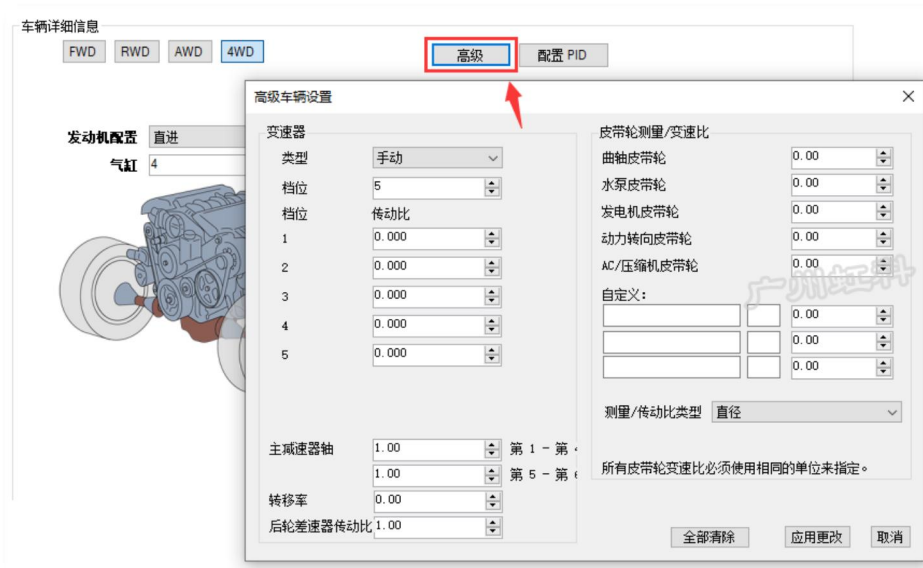 车辆详细信息
FWD RWD AWD 4WD
高级 配置 PID
高级车辆设置
发动机配置 直进
气缸 4
变速器
类型 手动
档位 5
档位 传动比
1 0.000
2 0.000
3 0.000
4 0.000
5 0.000
主减速器轴 1.00 第 1 - 第
1.00 第 5 - 第
转移率 0.00
后轮差速器传动比 1.00
皮带轮测量/变速比
曲轴皮带轮 0.00
水泵皮带轮 0.00
发电机皮带轮 0.00
动力转向皮带轮 0.00
AC/压缩机皮带轮 0.00
广州虹科
自定义:
0.00
0.00
0.00
测量/传动比类型 直径
所有皮带轮变速比必须使用相同的单位来指定。
全部清除 应用更改 取消